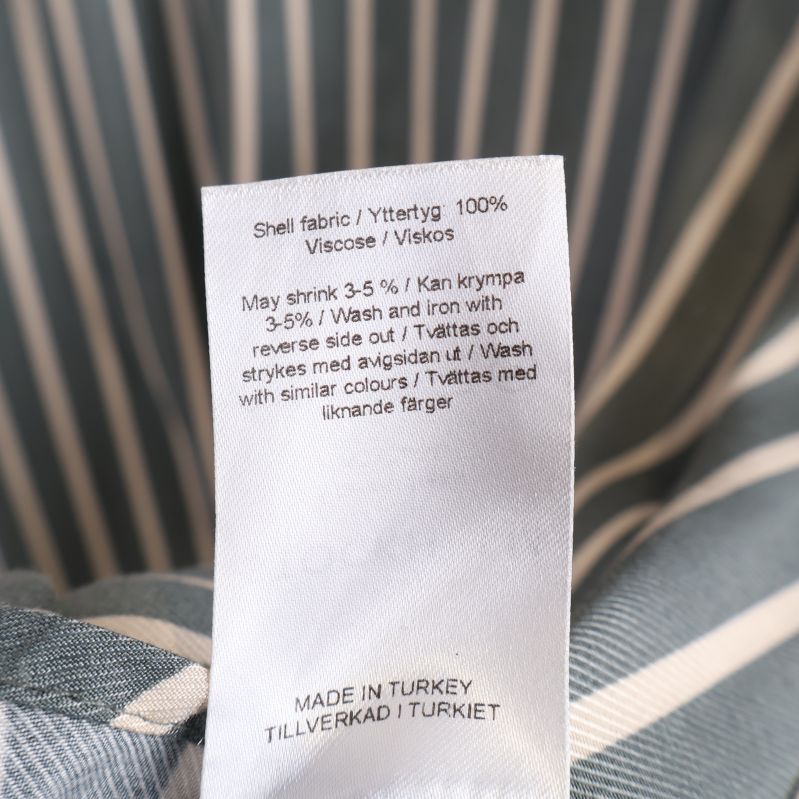 Shell fabric / Yttertyg 100%
Viscose / Viskos
May shrink 3-5 % / Kan krympa
3-5% / Wash and iron with
reverse side out / Tvättas och
strykes med avigsidan ut / Wash
with similar colours / Tvättas med
liknande färger
MADE IN TURKEY
TILLVERKAD I TURKIET